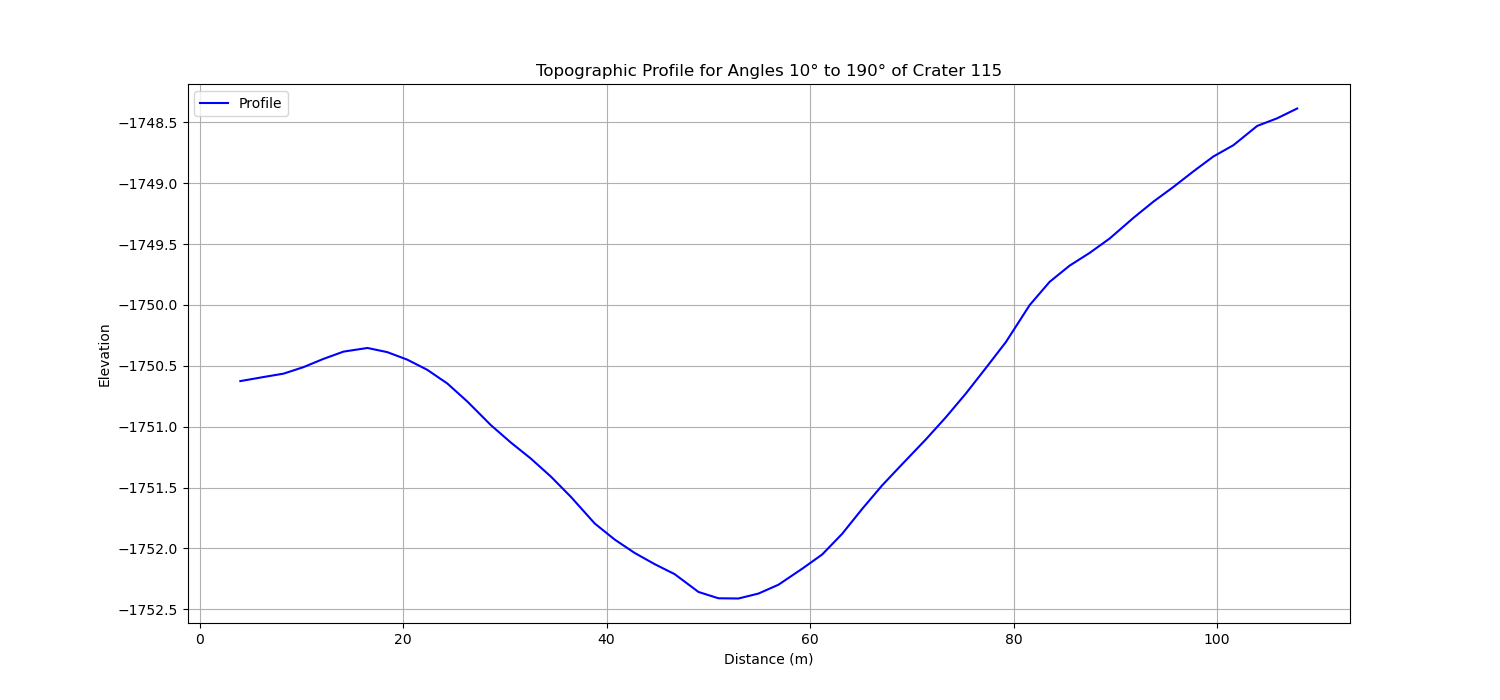 Topographic Profile for Angles 10° to 190° of Crater 115
Profile
−1748.5
−1749.0
−1749.5
−1750.0
−1750.5
−1751.0
−1751.5
−1752.0
−1752.5
Elevation
0 20 40 60 80 100
Distance (m)